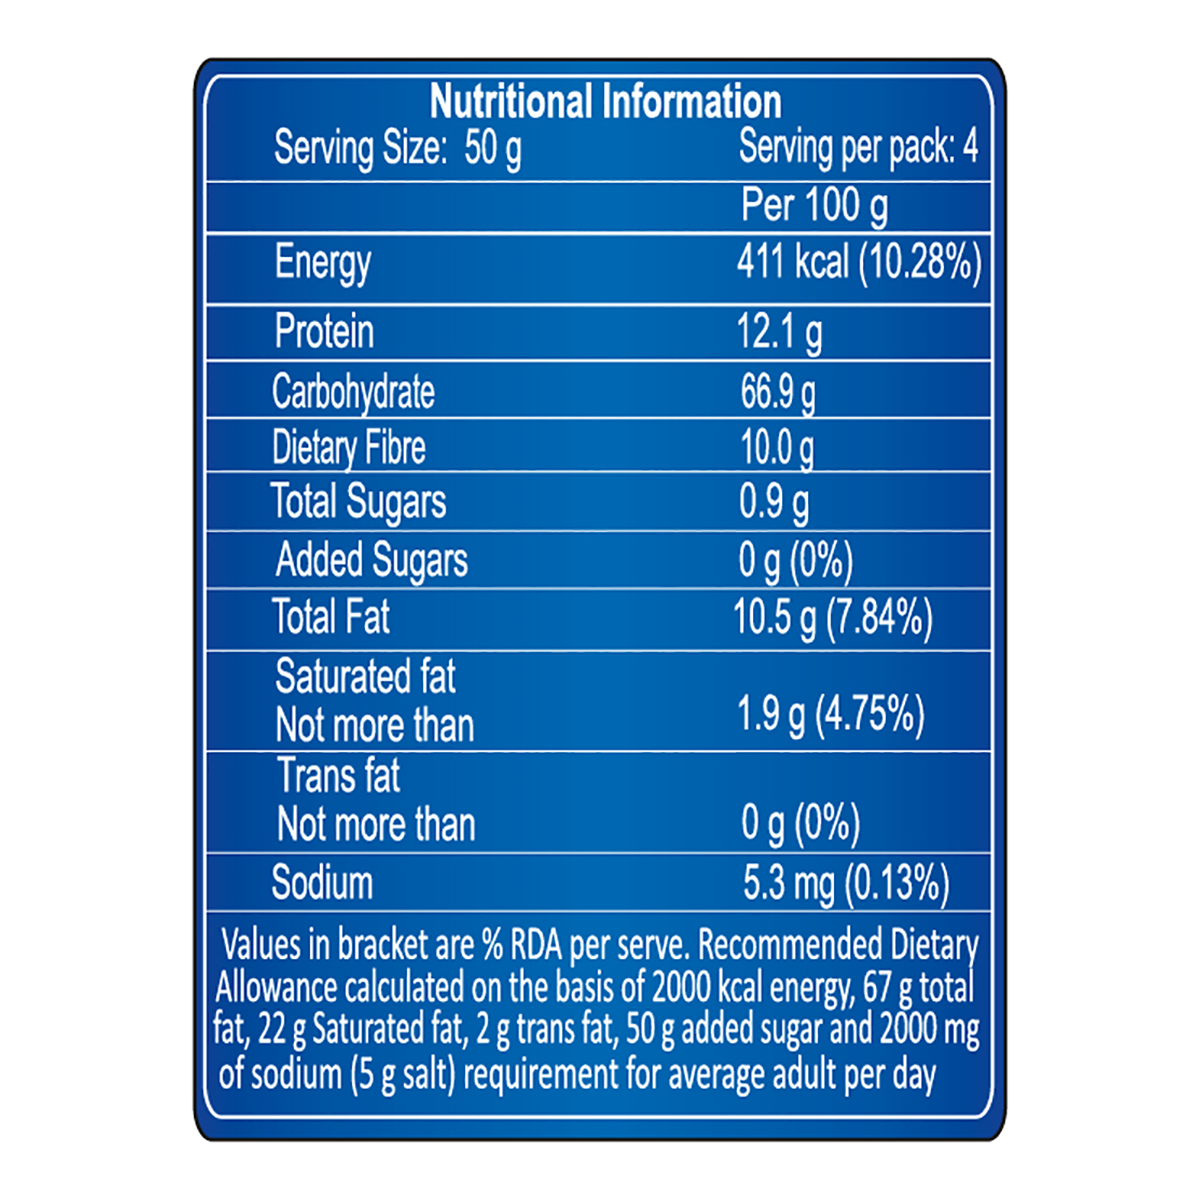 Nutritional Information
Serving Size: 50 g Serving per pack: 4
Per 100 g
Energy 411 kcal (10.28%)
Protein 12.1 g
Carbohydrate 66.9 g
Dietary Fibre 10.0 g
Total Sugars 0.9 g
Added Sugars 0 g (0%)
Total Fat 10.5 g (7.84%)
Saturated fat
Not more than 1.9 g (4.75%)
Trans fat
Not more than 0 g (0%)
Sodium 5.3 mg (0.13%)
Values in bracket are % RDA per serve. Recommended Dietary
Allowance calculated on the basis of 2000 kcal energy, 67 g total
fat, 22 g Saturated fat, 2 g trans fat, 50 g added sugar and 2000 mg
of sodium (5 g salt) requirement for average adult per day